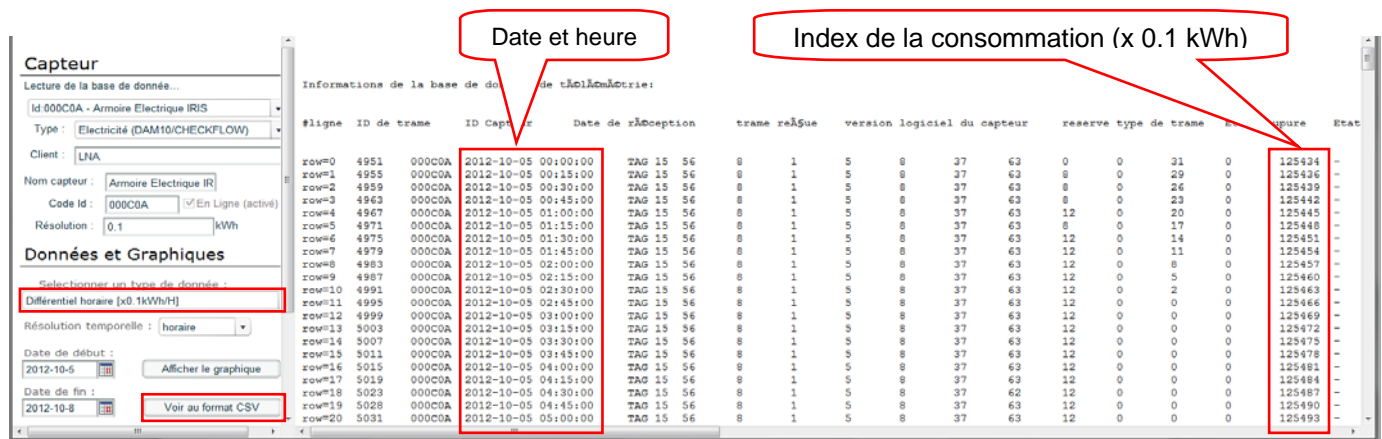 Date et heure
Index de la consommation (x 0.1 kWh)
Capteur
Lecture de la base de donnée...
Id:000C0A - Armoire Electrique IRIS
Type : Electricité (DAM10/CHECKFLOW)
Client : LNA
Nom capteur : Armoire Electrique IR
Code Id : 000C0A En Ligne (activé)
Résolution : 0.1 kWh
Données et Graphiques
Selectionner un type de donnée :
Différentiel horaire [x0.1kWh/H]
Résolution temporelle : horaire
Date de début :
2012-10-5 Afficher le graphique
Date de fin :
2012-10-8 Voir au format CSV
Informations de la base de de tÃ©lÃ©mÃ©trie:
#ligne ID de trame ID Capteur Date de rÃ©ception trame reÃ§ue version logiciel du capteur reserve type de trame upure Etat
row=0 4951 000C0A 2012-10-05 00:00:00 TAG 15 56 8 1 5 8 37 63 0 0 31 0 125434 -
row=1 4955 000C0A 2012-10-05 00:15:00 TAG 15 56 8 1 5 8 37 63 8 0 29 0 125436 -
row=2 4959 000C0A 2012-10-05 00:30:00 TAG 15 56 8 1 5 8 37 63 8 0 26 0 125439 -
row=3 4963 000C0A 2012-10-05 00:45:00 TAG 15 56 8 1 5 8 37 63 8 0 23 0 125442 -
row=4 4967 000C0A 2012-10-05 01:00:00 TAG 15 56 8 1 5 8 37 63 12 0 20 0 125445 -
row=5 4971 000C0A 2012-10-05 01:15:00 TAG 15 56 8 1 5 8 37 63 8 0 17 0 125448 -
row=6 4975 000C0A 2012-10-05 01:30:00 TAG 15 56 8 1 5 8 37 63 12 0 14 0 125451 -
row=7 4979 000C0A 2012-10-05 01:45:00 TAG 15 56 8 1 5 8 37 63 12 0 11 0 125454 -
row=8 4983 000C0A 2012-10-05 02:00:00 TAG 15 56 8 1 5 8 37 63 12 0 8 0 125457 -
row=9 4987 000C0A 2012-10-05 02:15:00 TAG 15 56 8 1 5 8 37 63 12 0 5 0 125460 -
row=10 4991 000C0A 2012-10-05 02:30:00 TAG 15 56 8 1 5 8 37 63 12 0 2 0 125463 -
row=11 4995 000C0A 2012-10-05 02:45:00 TAG 15 56 8 1 5 8 37 63 12 0 0 0 125466 -
row=12 4999 000C0A 2012-10-05 03:00:00 TAG 15 56 8 1 5 8 37 63 12 0 0 0 125469 -
row=13 5003 000C0A 2012-10-05 03:15:00 TAG 15 56 8 1 5 8 37 63 12 0 0 0 125472 -
row=14 5007 000C0A 2012-10-05 03:30:00 TAG 15 56 8 1 5 8 37 63 12 0 0 0 125475 -
row=15 5011 000C0A 2012-10-05 03:45:00 TAG 15 56 8 1 5 8 37 63 12 0 0 0 125478 -
row=16 5015 000C0A 2012-10-05 04:00:00 TAG 15 56 8 1 5 8 37 63 12 0 0 0 125481 -
row=17 5019 000C0A 2012-10-05 04:15:00 TAG 15 56 8 1 5 8 37 63 12 0 0 0 125484 -
row=18 5023 000C0A 2012-10-05 04:30:00 TAG 15 56 8 1 5 8 37 62 12 0 0 0 125487 -
row=19 5028 000C0A 2012-10-05 04:45:00 TAG 15 56 8 1 5 8 37 63 12 0 0 0 125490 -
row=20 5031 000C0A 2012-10-05 05:00:00 TAG 15 56 8 1 5 8 37 63 12 0 0 0 125493 -